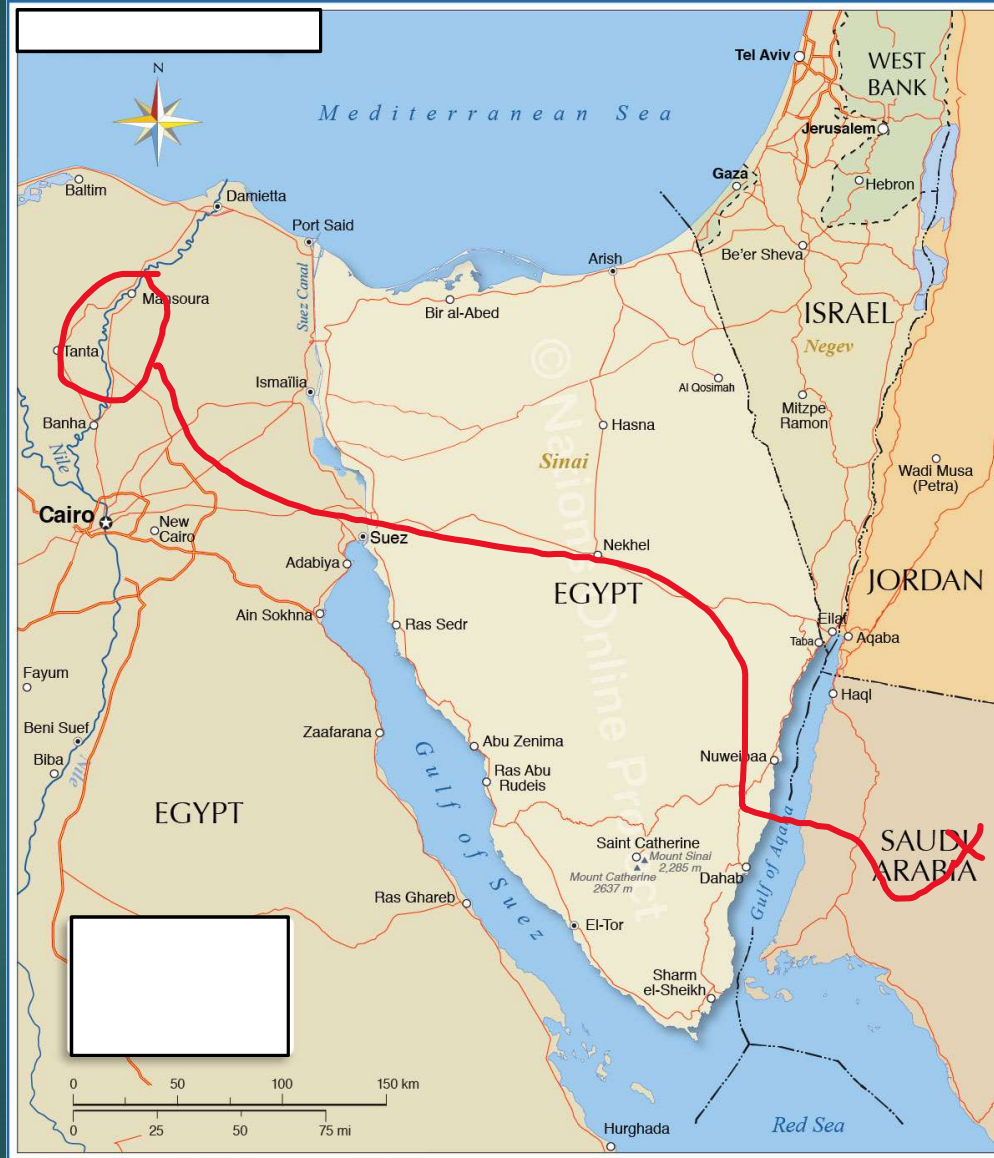 N
Mediterranean Sea
Tel Aviv
WEST
BANK
Jerusalem
Baltim
Damietta
Gaza
Hebron
Port Said
Be'er Sheva
Arish
Mansoura
Suez Canal
Bir al-Abed
ISRAEL
Negev
Tanta
Ismaïlia
Al Qosimah
Mitzpe
Ramon
Banha
Hasna
Nile
Sinai
Wadi Musa
(Petra)
Cairo
New
Cairo
Suez
Nekhel
Adabiya
EGYPT
JORDAN
Ain Sokhna
Ras Sedr
Eilat
Taba
Aqaba
Fayum
Haql
Beni Suef
Zaafarana
Abu Zenima
Nuweibaa
Biba
Nile
Ras Abu
Rudeis
EGYPT
Gulf of Suez
Gulf of Aqaba
SAUDI
ARABIA
Saint Catherine
Mount Sinai
2,285 m
Mount Catherine
2637 m
Dahab
Ras Ghareb
El-Tor
Sharm
el-Sheikh
© Nations Online Project
0 50 100 150 km
0 25 50 75 mi
Hurghada
Red Sea